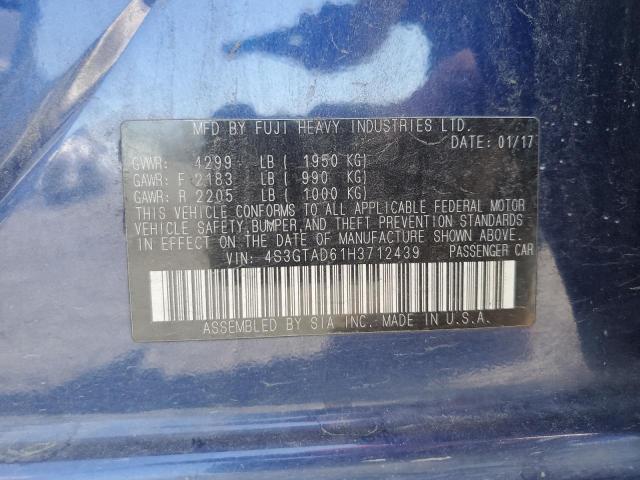 MFD BY FUJI HEAVY INDUSTRIES LTD.
DATE: 01/17
GVWR: 4299 LB ( 1950 KG)
GAWR: F 2183 LB ( 990 KG)
GAWR: R 2205 LB ( 1000 KG)
THIS VEHICLE CONFORMS TO ALL APPLICABLE FEDERAL MOTOR
VEHICLE SAFETY,BUMPER,AND THEFT PREVENTION STANDARDS
IN EFFECT ON THE DATE OF MANUFACTURE SHOWN ABOVE.
VIN: 4S3GTAD61H3712439 PASSENGER CAR
ASSEMBLED BY SIA INC. MADE IN U.S.A.